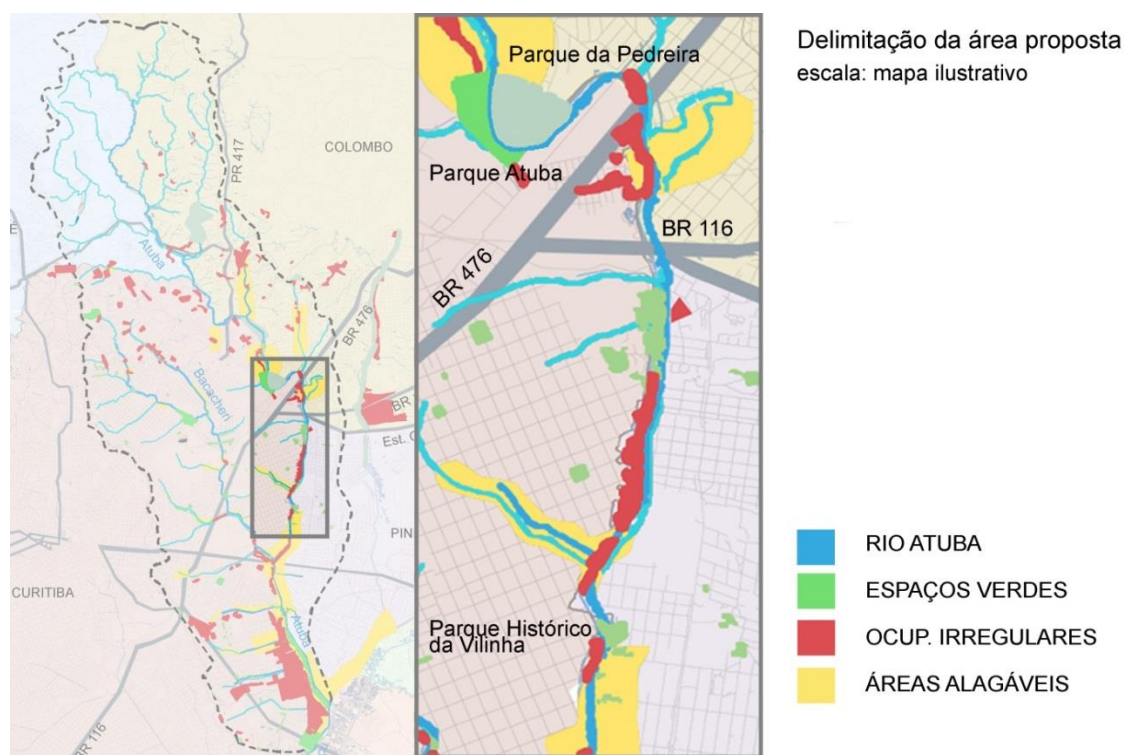 Delimitação da área proposta
escala: mapa ilustrativo
COLOMBO
PR 417
Atuba
BR 476
Bacacheri
BR
Est.
PIN
CURITIBA
Atuba
BR 116
Parque da Pedreira
Parque Atuba
BR 116
BR 476
Parque Histórico
da Vilinha
RIO ATUBA
ESPAÇOS VERDES
OCUP. IRREGULARES
ÁREAS ALAGÁVEIS